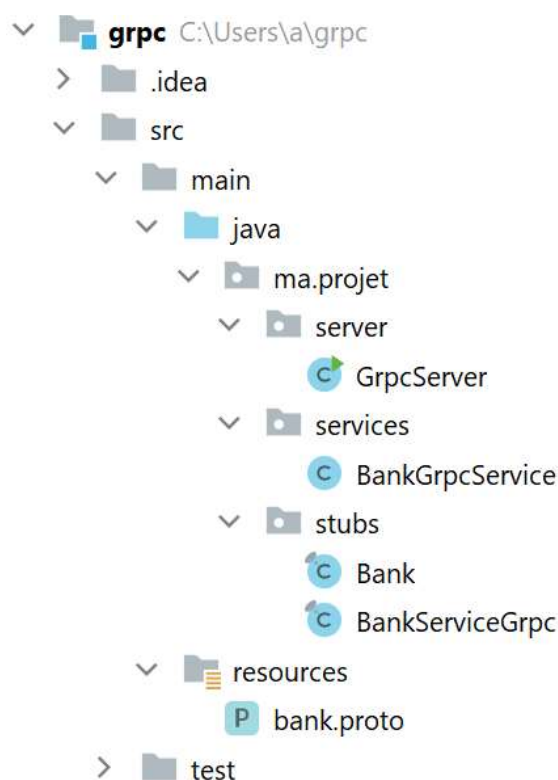 grpc C:\Users\a\grpc
.idea
src
main
java
ma.projet
server
C GrpcServer
services
C BankGrpcService
stubs
C Bank
C BankServiceGrpc
resources
P bank.proto
test